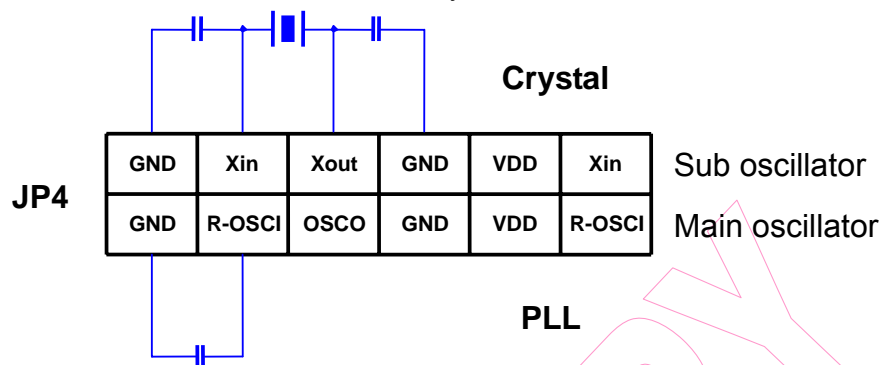 Crystal
GND Xin Xout GND VDD Xin Sub oscillator
JP4
GND R-OSCI OSCO GND VDD R-OSCI Main oscillator
PLL